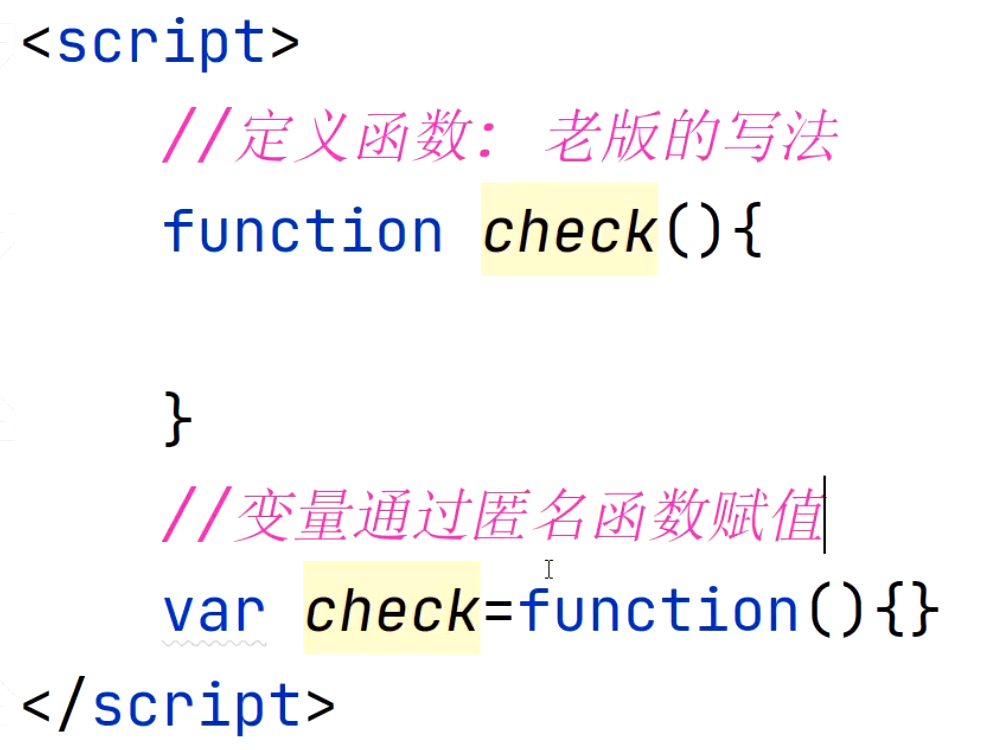 <script>
//定义函数： 老版的写法
function check(){
}
//变量通过匿名函数赋值
var check=function(){}
</script>